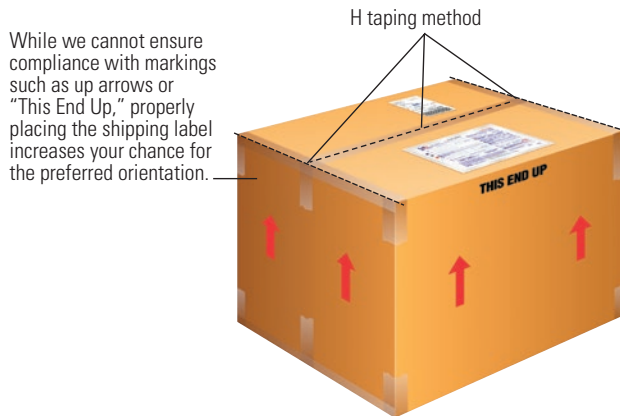 H taping method
While we cannot ensure
compliance with markings
such as up arrows or
“This End Up,” properly
placing the shipping label
increases your chance for
the preferred orientation.
THIS END UP